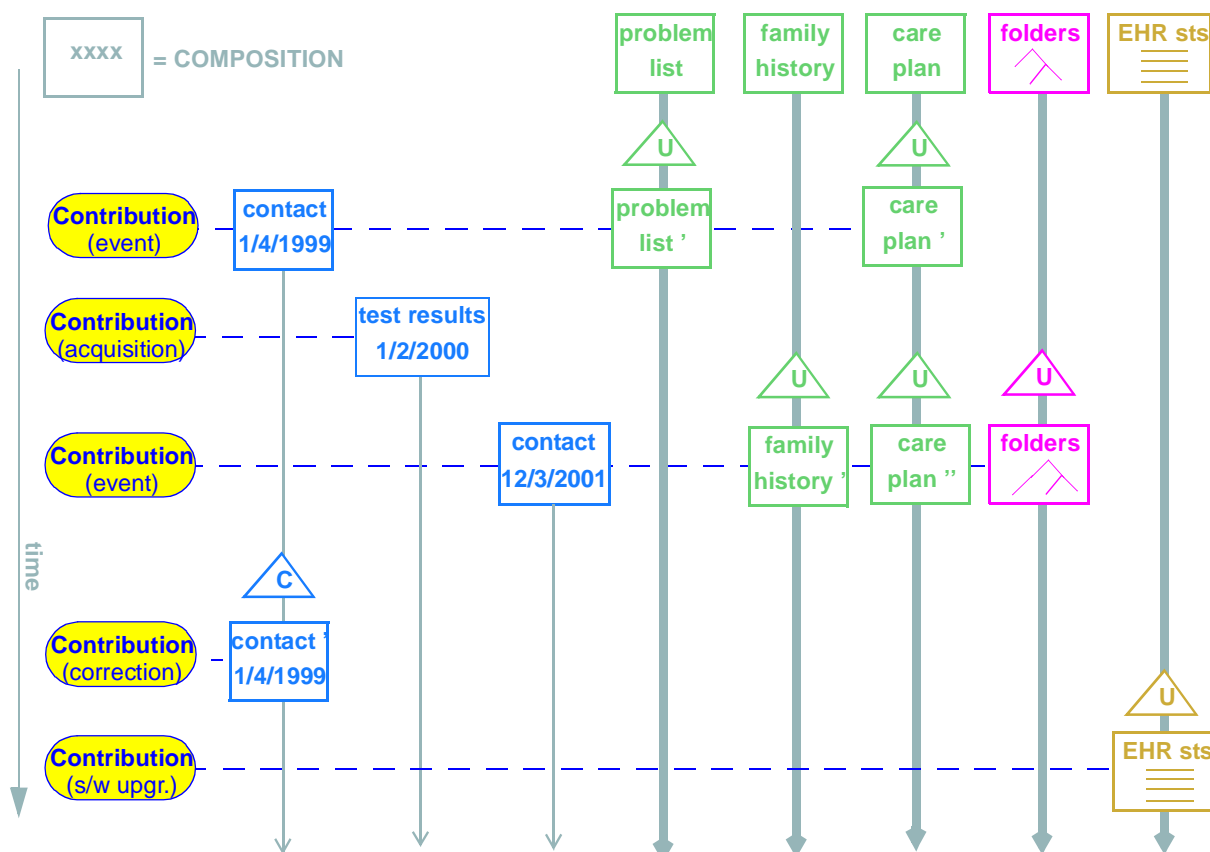 xxxx
= COMPOSITION
problem
list
family
history
care
plan
folders
EHR sts
U
U
Contribution
(event)
contact
1/4/1999
problem
list ’
care
plan ’
Contribution
(acquisition)
test results
1/2/2000
U
U
U
Contribution
(event)
contact
12/3/2001
family
history ’
care
plan ’’
folders
time
C
Contribution
(correction)
contact ’
1/4/1999
U
Contribution
(s/w upgr.)
EHR sts